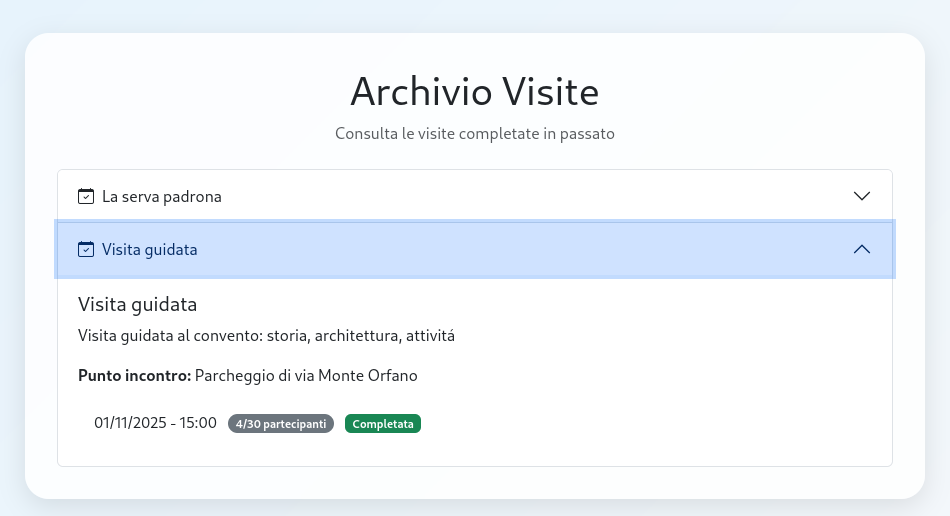 Archivio Visite
Consulta le visite completate in passato
La serva padrona
Visita guidata
Visita guidata
Visita guidata al convento: storia, architettura, attivitá
Punto incontro: Parcheggio di via Monte Orfano
01/11/2025 - 15:00 4/30 partecipanti Completata